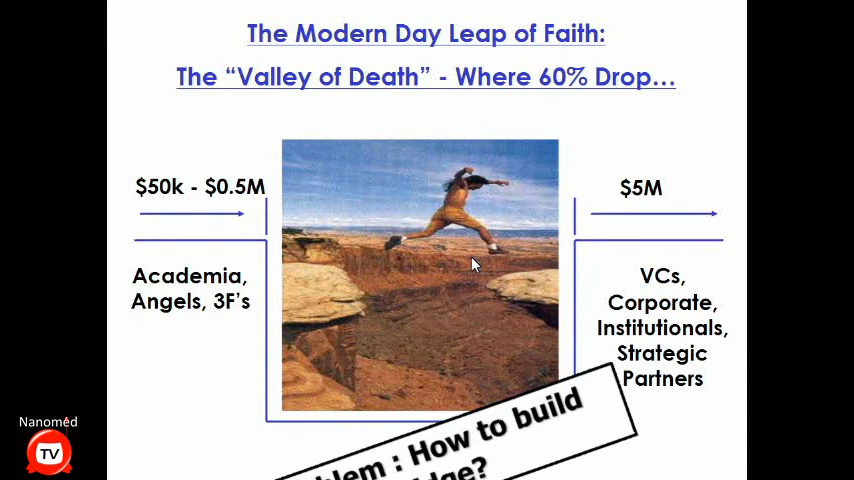 The Modern Day Leap of Faith:
The “Valley of Death” - Where 60% Drop…
$50k - $0.5M
$5M
Academia,
Angels, 3F’s
VCs,
Corporate,
Institutionals,
Strategic
Partners
: How to build
Nanomed
TV